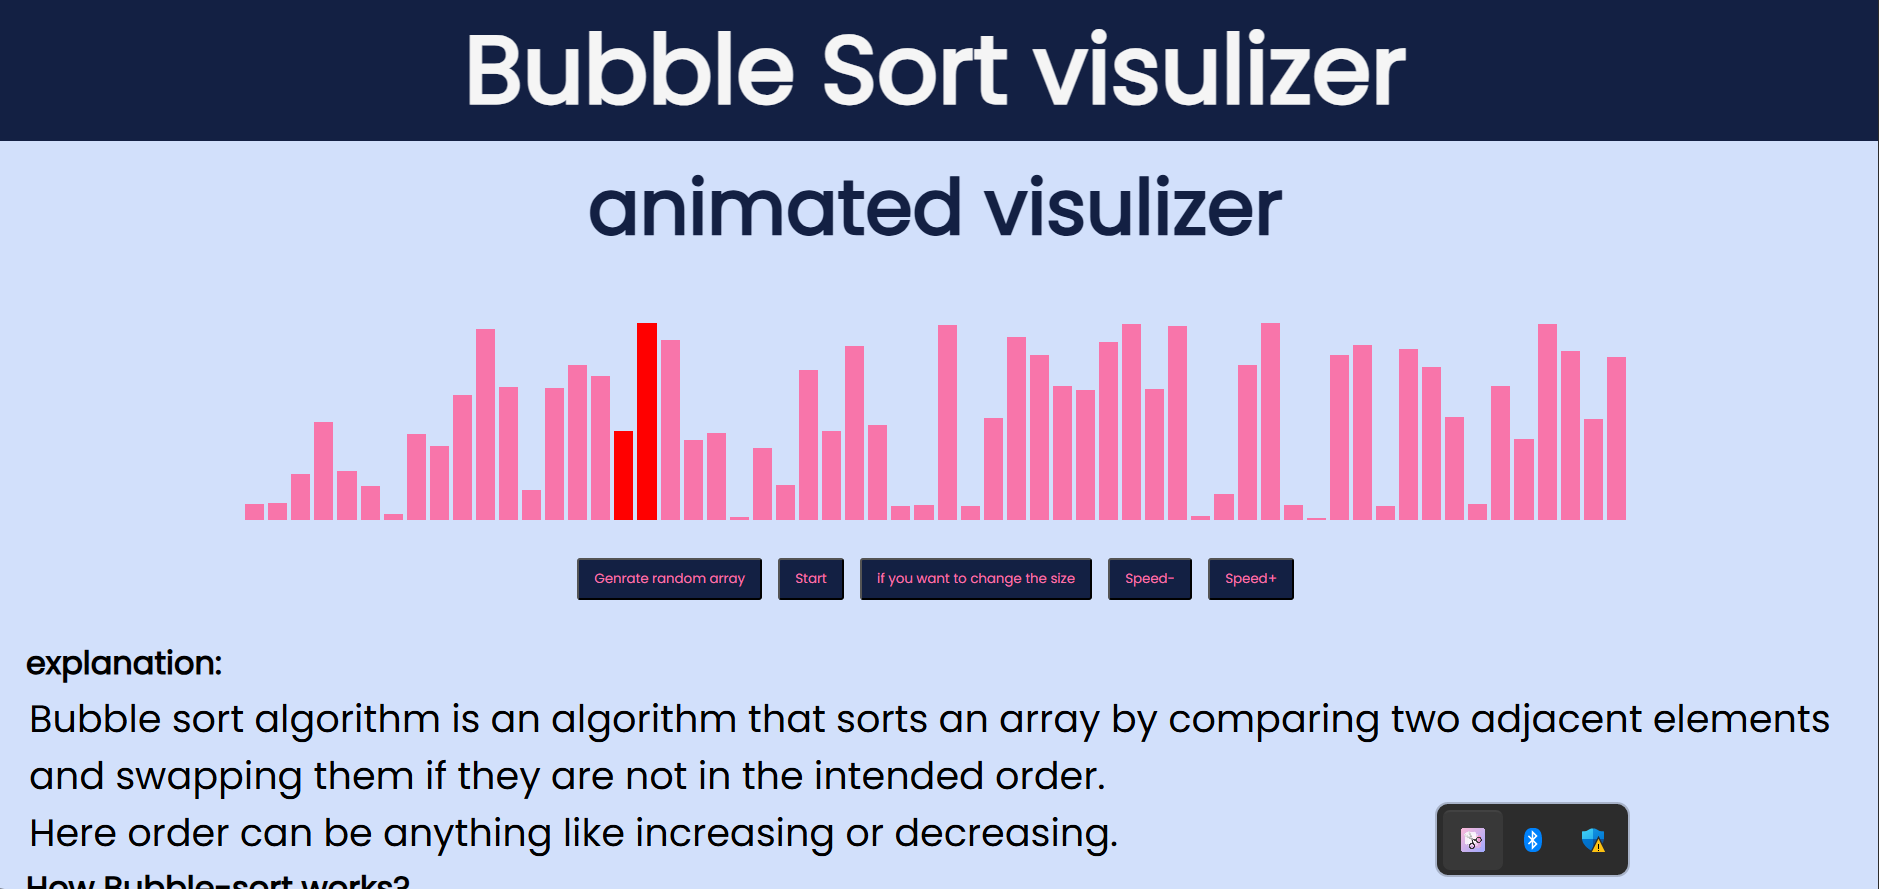 Bubble Sort visulizer
animated visulizer
Genrate random array
Start
if you want to change the size
Speed-
Speed+
explanation:
Bubble sort algorithm is an algorithm that sorts an array by comparing two adjacent elements
and swapping them if they are not in the intended order.
Here order can be anything like increasing or decreasing.
How Bubble-sort works?